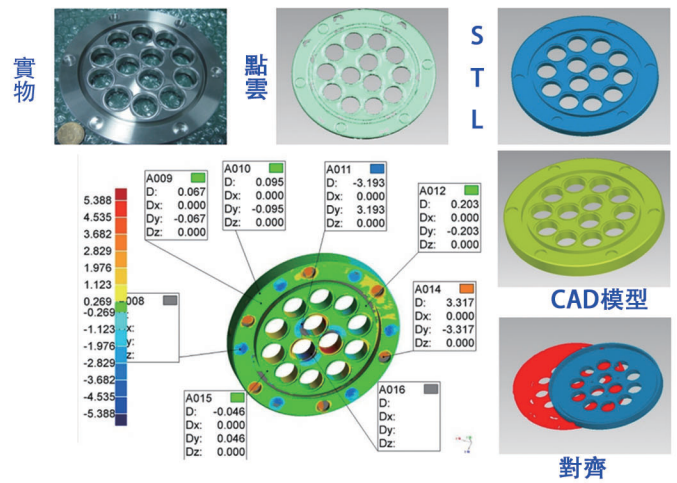 實物
點雲
STL
CAD模型
對齊
5.388
4.535
3.682
2.829
1.976
1.123
0.269
-0.269
-1.123
-1.976
-2.829
-3.682
-4.535
-5.388
A009
D: 0.067
Dx: 0.000
Dy: -0.067
Dz: 0.000
A010
D: 0.095
Dx: 0.000
Dy: -0.095
Dz: 0.000
A011
D: -3.193
Dx: 0.000
Dy: 3.193
Dz: 0.000
A012
D: 0.203
Dx: 0.000
Dy: -0.203
Dz: 0.000
008
x:
y:
z:
A014
D: 3.317
Dx: 0.000
Dy: -3.317
Dz: 0.000
A015
D: -0.046
Dx: 0.000
Dy: 0.046
Dz: 0.000
A016
D:
Dx:
Dy:
Dz: